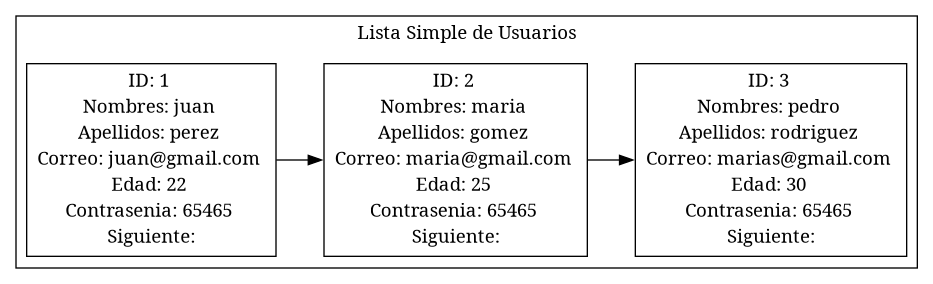 Lista Simple de Usuarios
ID: 1
Nombres: juan
Apellidos: perez
Correo: juan@gmail.com
Edad: 22
Contrasenia: 65465
Siguiente:
ID: 2
Nombres: maria
Apellidos: gomez
Correo: maria@gmail.com
Edad: 25
Contrasenia: 65465
Siguiente:
ID: 3
Nombres: pedro
Apellidos: rodriguez
Correo: marias@gmail.com
Edad: 30
Contrasenia: 65465
Siguiente: